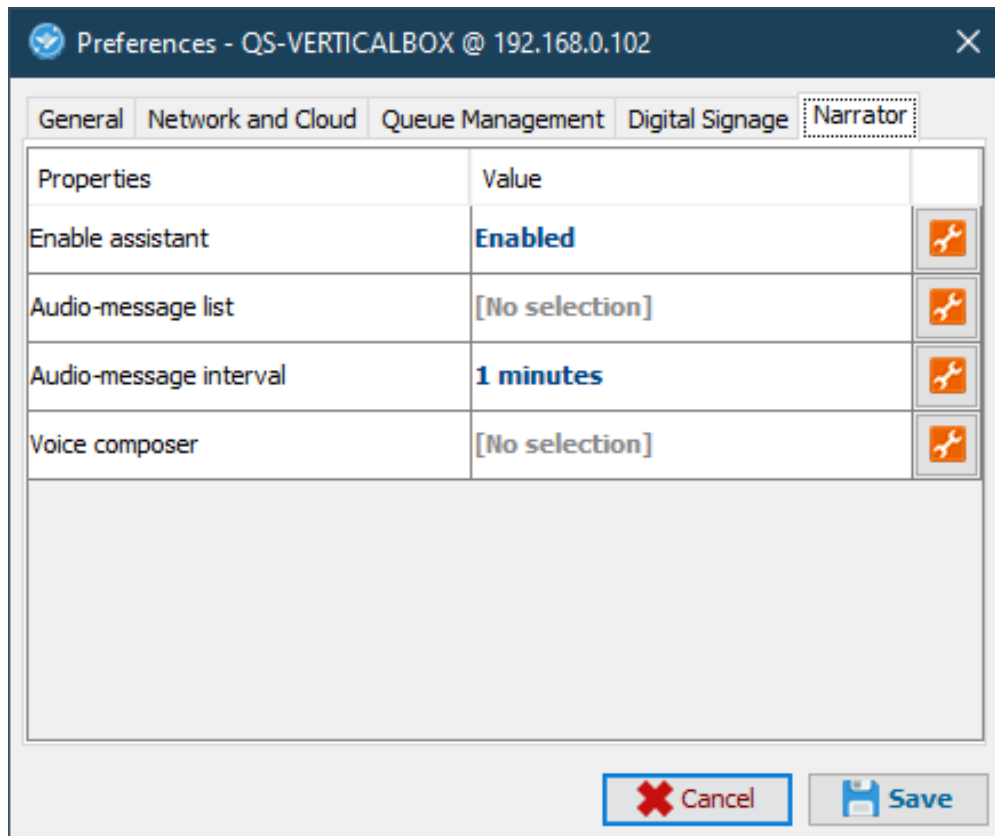 Preferences - QS-VERTICALBOX @ 192.168.0.102
General Network and Cloud Queue Management Digital Signage Narrator
Properties Value
Enable assistant Enabled
Audio-message list [No selection]
Audio-message interval 1 minutes
Voice composer [No selection]
Cancel Save